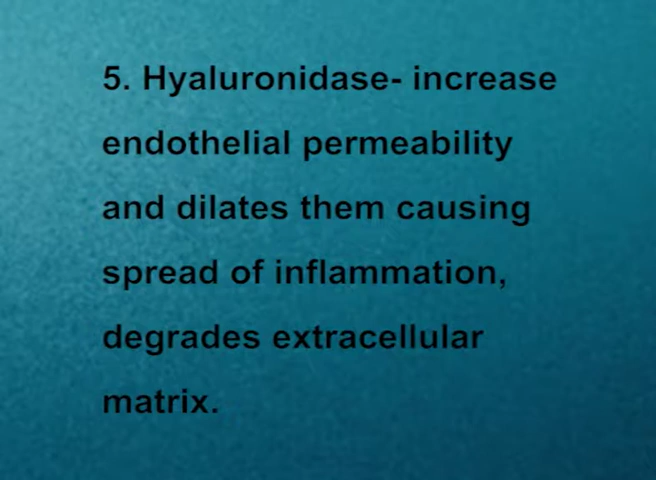 5. Hyaluronidase- increase
endothelial permeability
and dilates them causing
spread of inflammation,
degrades extracellular
matrix.